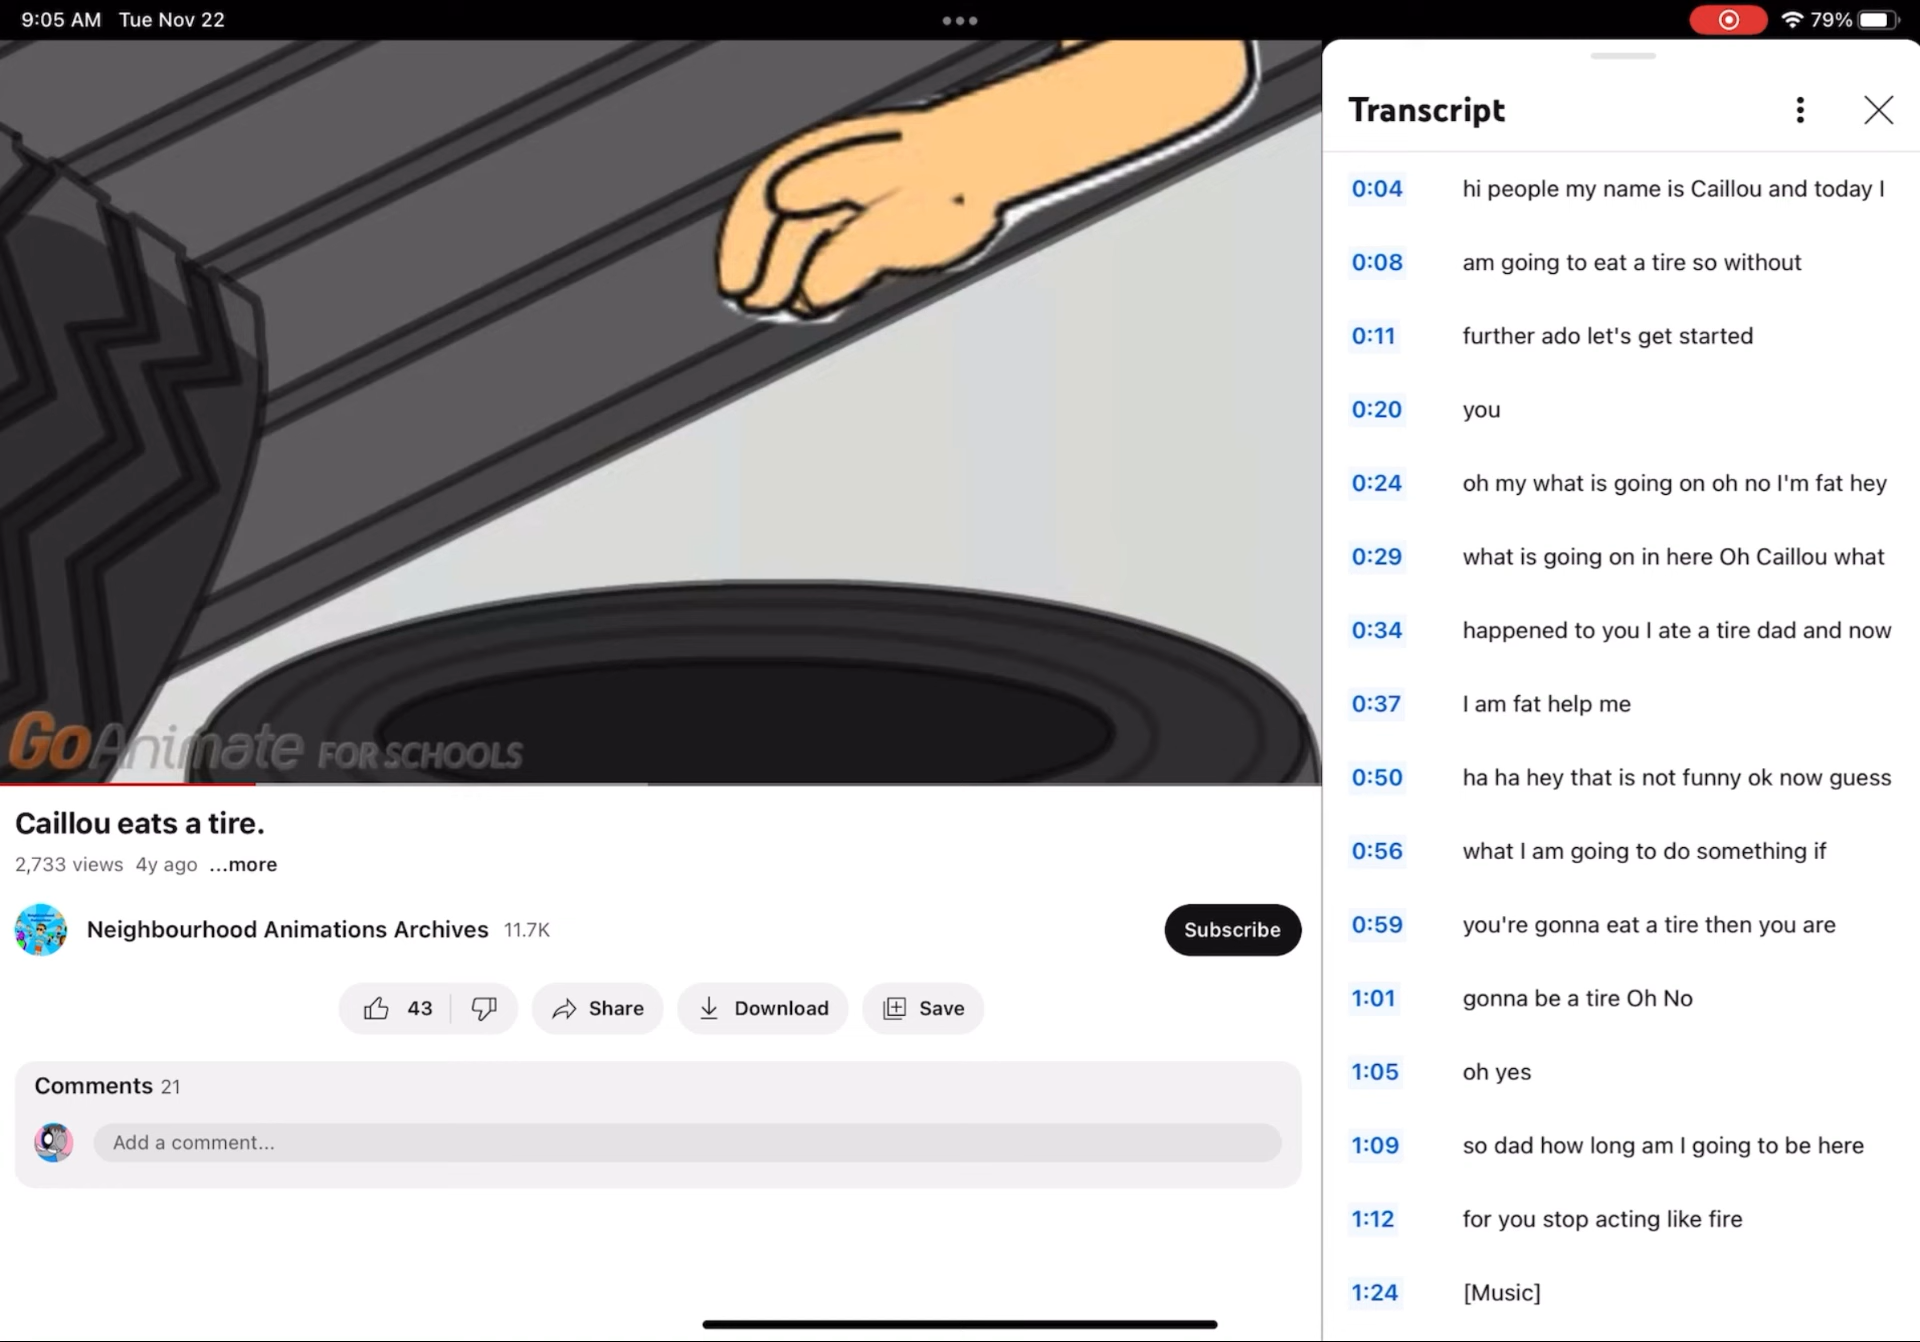 9:05 AM Tue Nov 22
79%
GoAnimate FOR SCHOOLS
Caillou eats a tire.
2,733 views 4y ago ...more
Neighbourhood Animations Archives 11.7K
Subscribe
43 Share Download Save
Comments 21
Add a comment...
Transcript
0:04 hi people my name is Caillou and today I
0:08 am going to eat a tire so without
0:11 further ado let's get started
0:20 you
0:24 oh my what is going on oh no I'm fat hey
0:29 what is going on in here Oh Caillou what
0:34 happened to you I ate a tire dad and now
0:37 I am fat help me
0:50 ha ha hey that is not funny ok now guess
0:56 what I am going to do something if
0:59 you're gonna eat a tire then you are
1:01 gonna be a tire Oh No
1:05 oh yes
1:09 so dad how long am I going to be here
1:12 for you stop acting like fire
1:24 [Music]